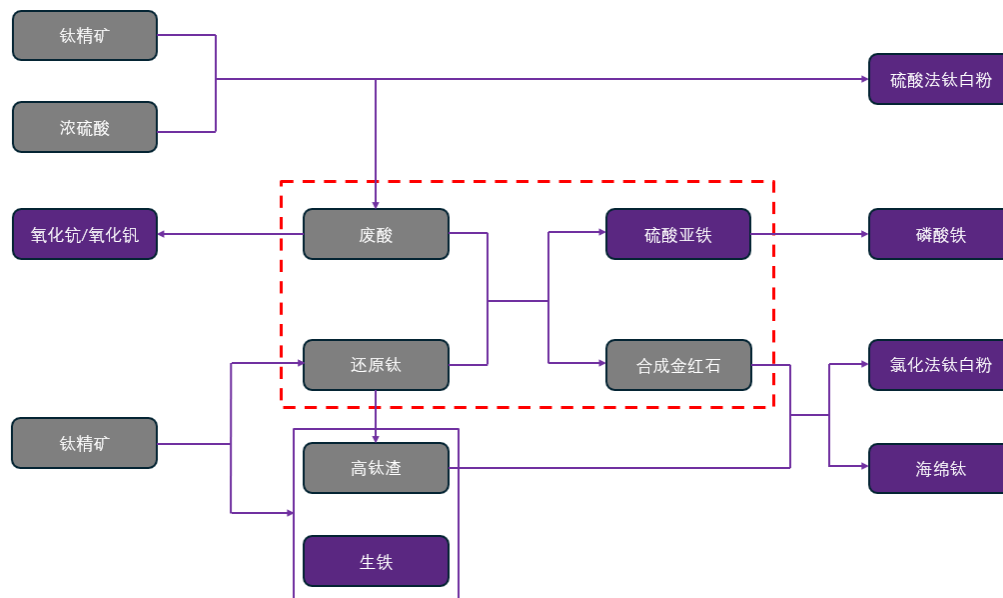 钛精矿
硫酸法钛白粉
浓硫酸
氧化钪/氧化钒
废酸
硫酸亚铁
磷酸铁
还原钛
合成金红石
氯化法钛白粉
钛精矿
高钛渣
海绵钛
生铁